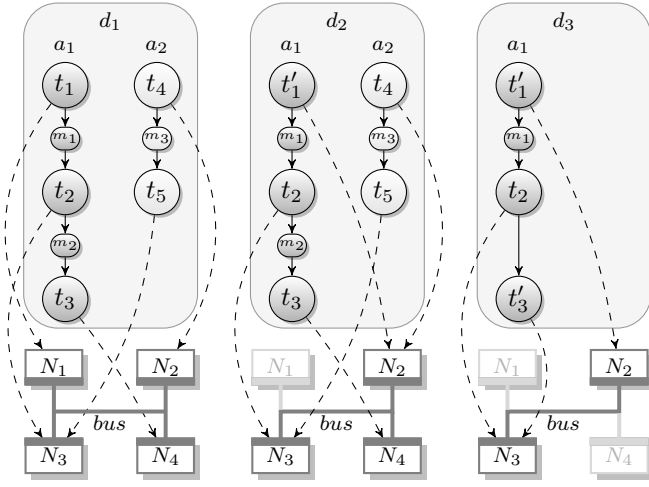 d1 d2 d3
a1 a2 a1 a2 a1
t1 t4 t′1 t4 t′1
m1 m3 m1 m3 m1
t2 t5 t2 t5 t2
m2 m2
t3 t3 t′3
N1 N2 N1 N2 N1 N2
bus bus bus
N3 N4 N3 N4 N3 N4